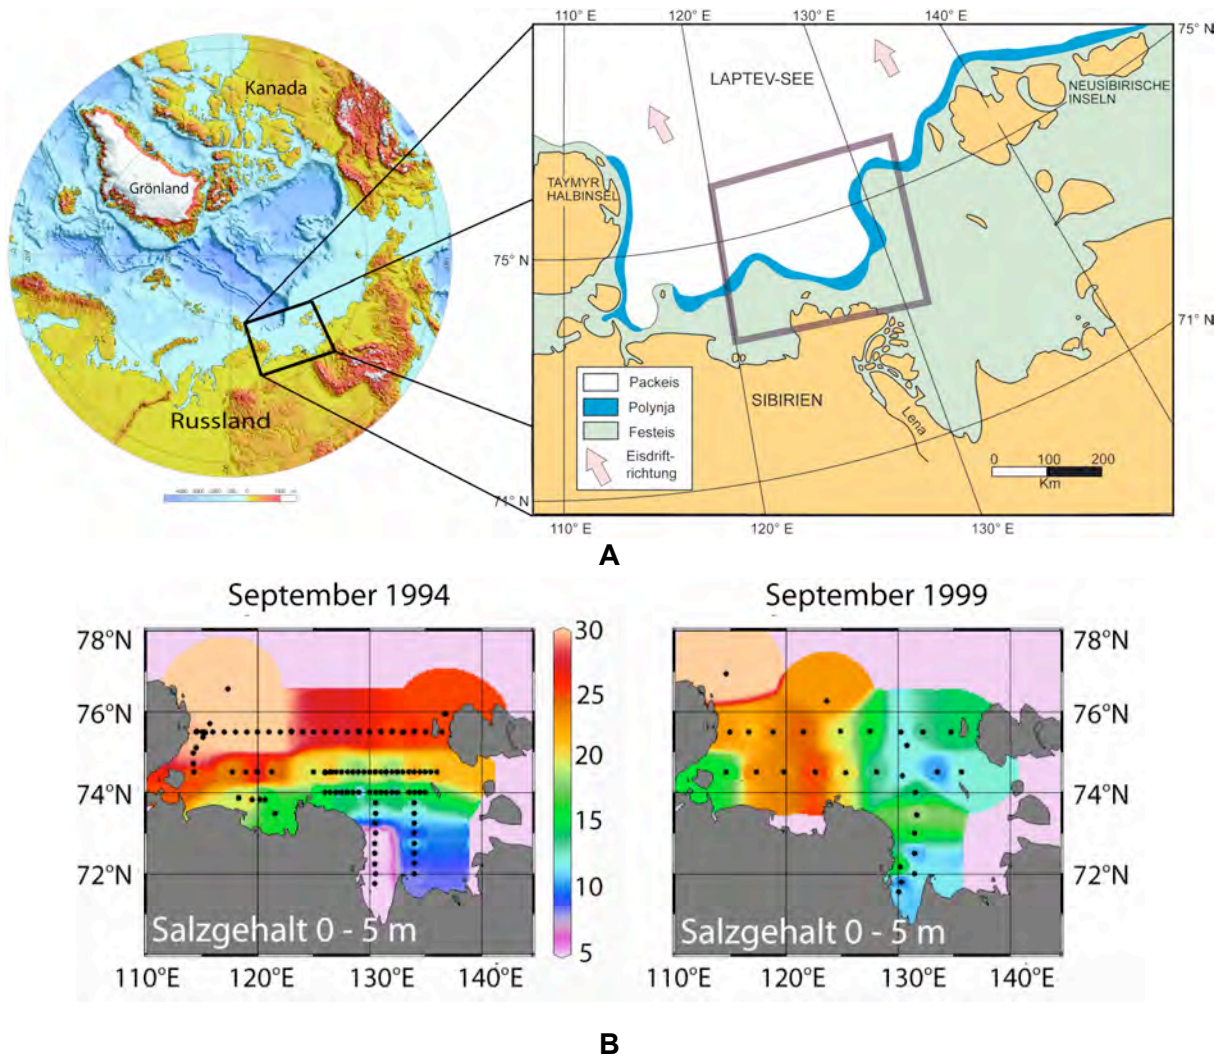 Kanada
Grönland
Russland
110° E
120° E
130° E
140° E
75° N
LAPTEV-SEE
NEUSIBIRISCHE
INSELN
TAYMYR
HALBINSEL
75° N
71° N
Packeis
Polynja
Festeis
Eisdrift-
richtung
SIBIRIEN
Lena
0 100 200
Km
71° N
110° E
120° E
130° E
A
September 1994
September 1999
78°N
76°N
74°N
72°N
30
25
20
15
10
5
78°N
76°N
74°N
72°N
Salzgehalt 0 - 5 m
Salzgehalt 0 - 5 m
110°E 120°E 130°E 140°E
110°E 120°E 130°E 140°E
B